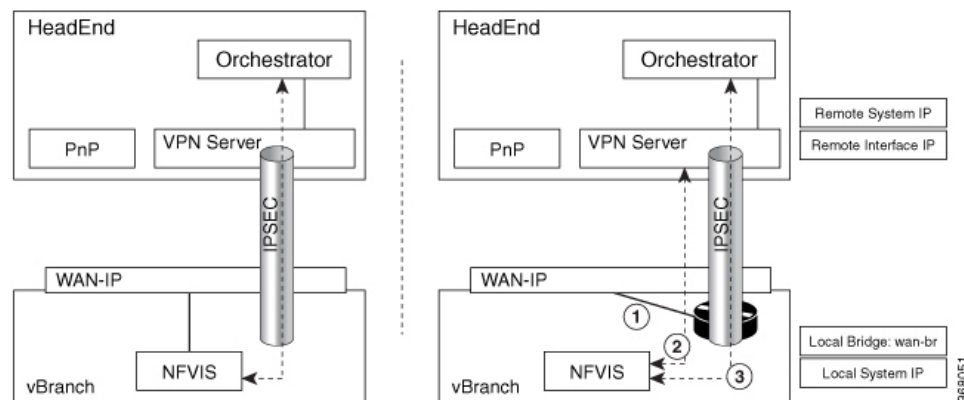 HeadEnd
Orchestrator
PnP
VPN Server
IPSEC
WAN-IP
NFVIS
vBranch
HeadEnd
Orchestrator
PnP
VPN Server
IPSEC
WAN-IP
1
2
3
NFVIS
vBranch
Remote System IP
Remote Interface IP
Local Bridge: wan-br
Local System IP
368051